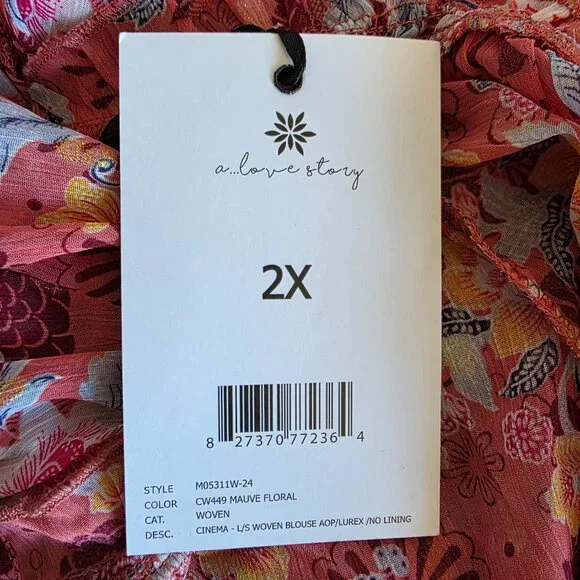 a...love story
2X
8 27370 77236 4
STYLE M05311W-24
COLOR CW449 MAUVE FLORAL
CAT. WOVEN
DESC. CINEMA - L/S WOVEN BLOUSE AOP/LUREX /NO LINING